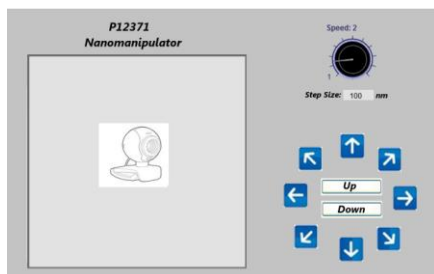 P12371
Nanomanipulator
Speed: 2
1
Step Size: 100 nm
Up
Down